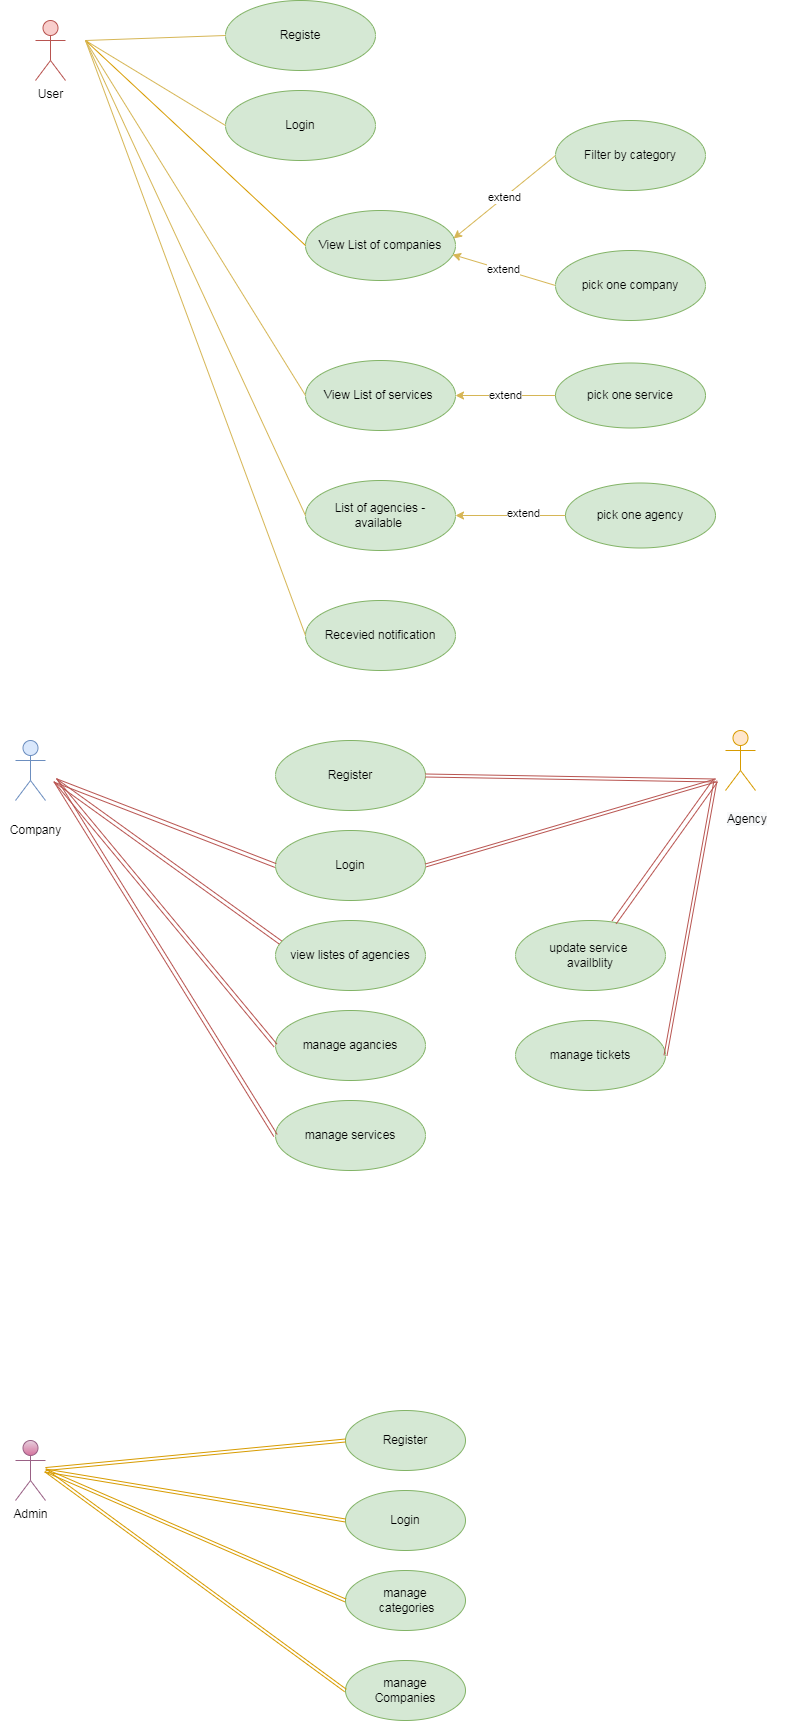 Registe
User
Login
Filter by category
extend
View List of companies
extend
pick one company
View List of services
extend
pick one service
List of agencies -
available
extend
pick one agency
Recevied notification
Register
Agency
Company
Login
view listes of agencies
update service
availblity
manage agancies
manage tickets
manage services
Register
Admin
Login
manage
categories
manage
Companies